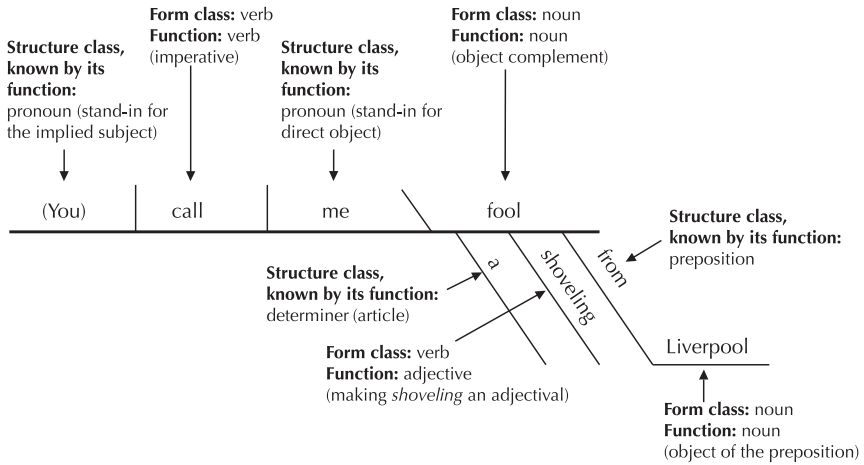 Form class: verb
Function: verb
(imperative)
Form class: noun
Function: noun
(object complement)
Structure class,
known by its
function:
pronoun (stand-in for
the implied subject)
Structure class,
known by its
function:
pronoun (stand-in for
direct object)
(You)
call
me
fool
a
shoveling
from
Liverpool
Structure class,
known by its function:
preposition
Structure class,
known by its function:
determiner (article)
Form class: verb
Function: adjective
(making shoveling an adjectival)
Form class: noun
Function: noun
(object of the preposition)